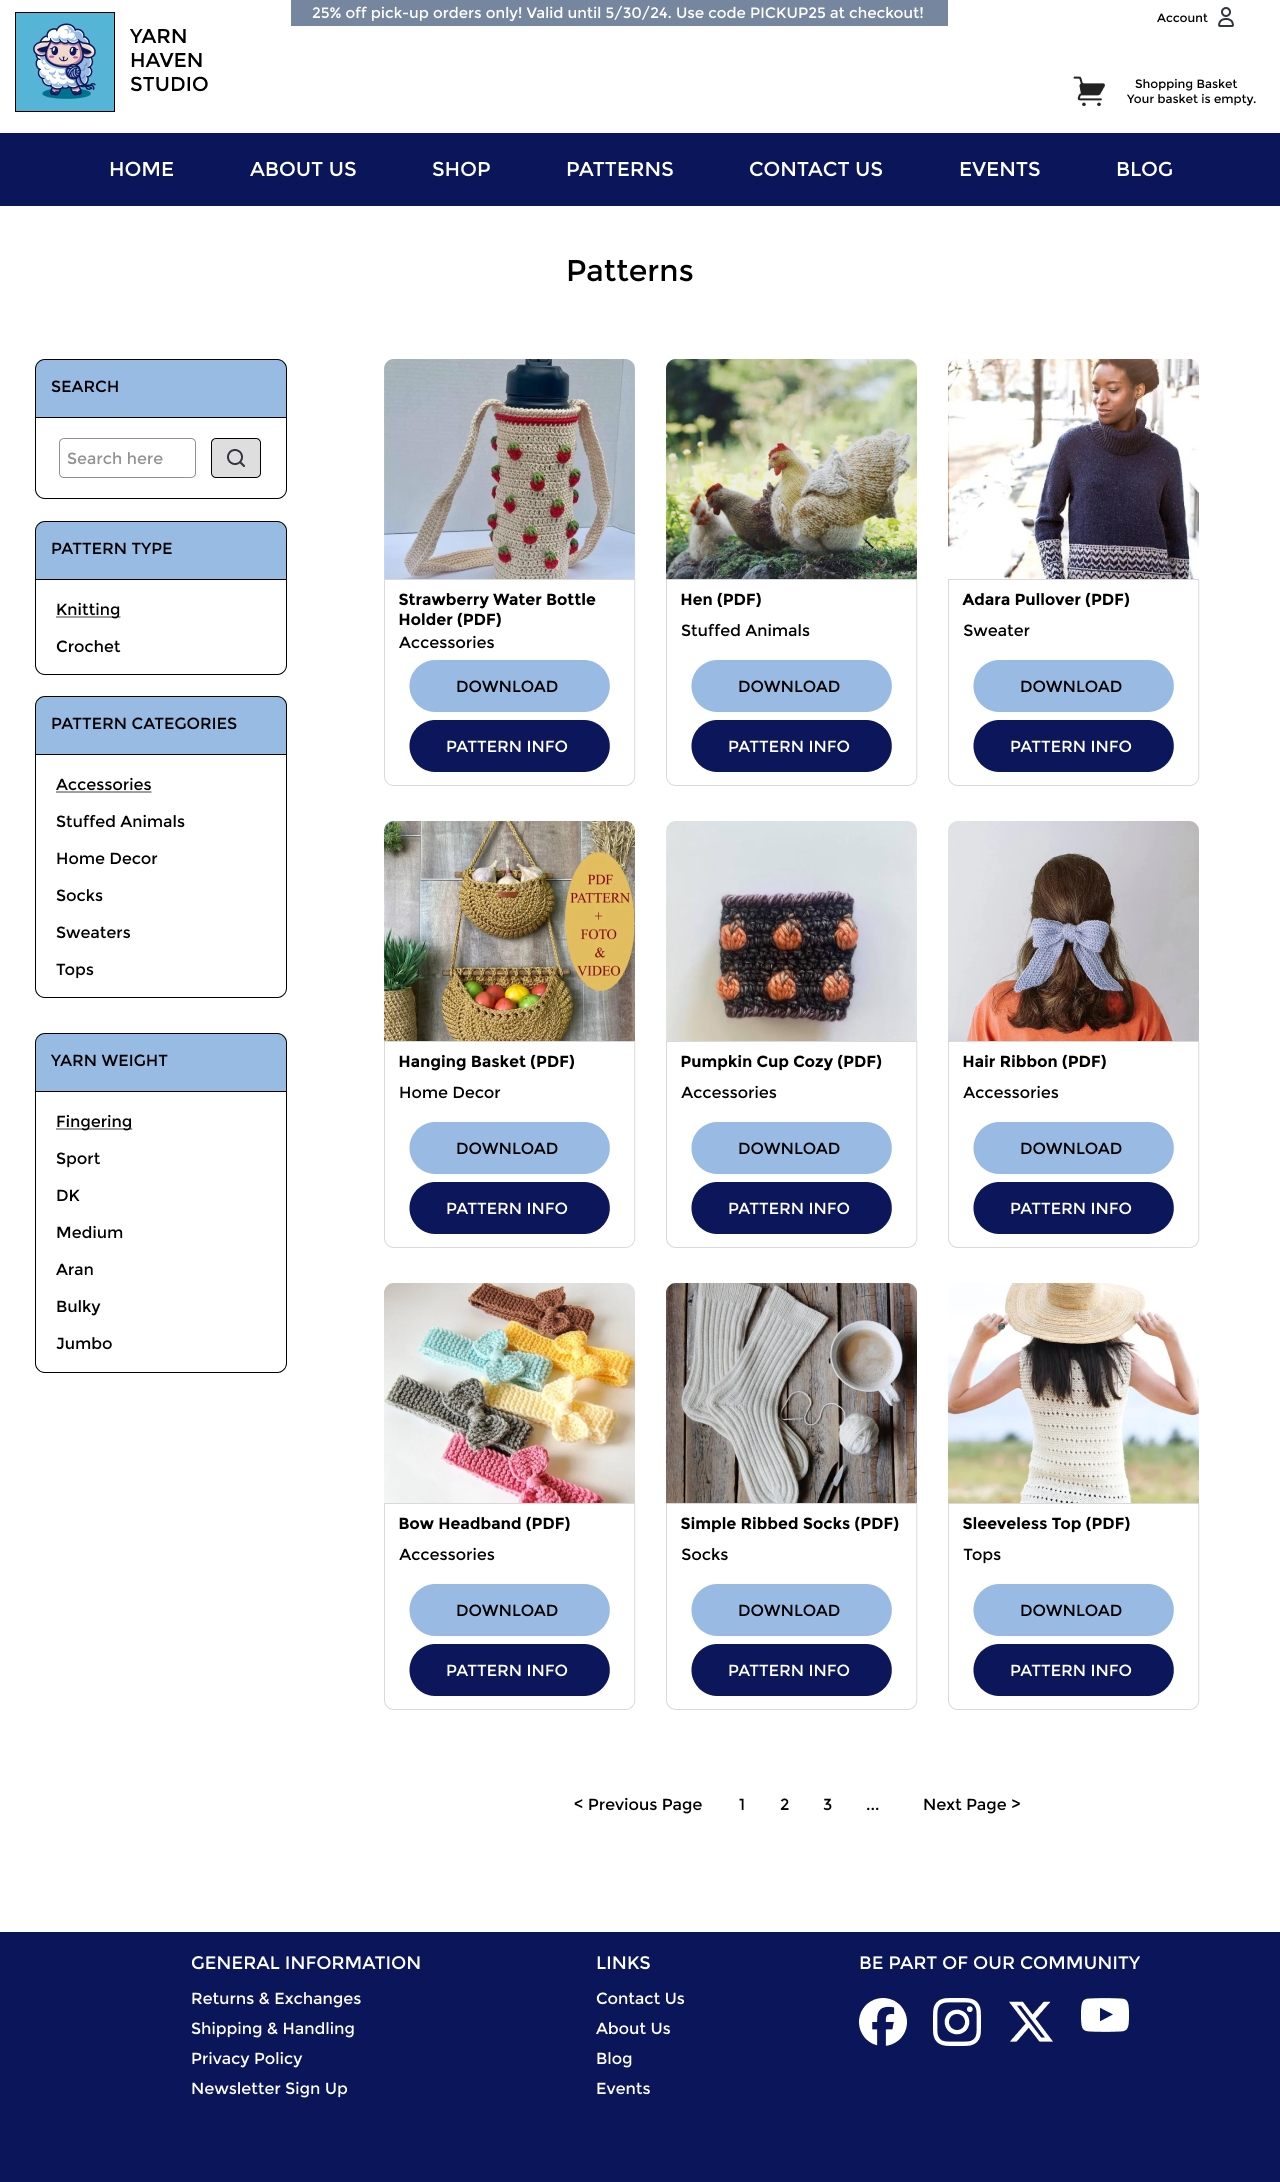 25% off pick-up orders only! Valid until 5/30/24. Use code PICKUP25 at checkout!
Account
YARN
HAVEN
STUDIO
Shopping Basket
Your basket is empty.
HOME ABOUT US SHOP PATTERNS CONTACT US EVENTS BLOG
Patterns
SEARCH
Search here
PATTERN TYPE
Knitting
Crochet
PATTERN CATEGORIES
Accessories
Stuffed Animals
Home Decor
Socks
Sweaters
Tops
YARN WEIGHT
Fingering
Sport
DK
Medium
Aran
Bulky
Jumbo
Strawberry Water Bottle
Holder (PDF)
Accessories
DOWNLOAD
PATTERN INFO
Hen (PDF)
Stuffed Animals
DOWNLOAD
PATTERN INFO
Adara Pullover (PDF)
Sweater
DOWNLOAD
PATTERN INFO
PDF
PATTERN
+
FOTO
&
VIDEO
Hanging Basket (PDF)
Home Decor
DOWNLOAD
PATTERN INFO
Pumpkin Cup Cozy (PDF)
Accessories
DOWNLOAD
PATTERN INFO
Hair Ribbon (PDF)
Accessories
DOWNLOAD
PATTERN INFO
Bow Headband (PDF)
Accessories
DOWNLOAD
PATTERN INFO
Simple Ribbed Socks (PDF)
Socks
DOWNLOAD
PATTERN INFO
Sleeveless Top (PDF)
Tops
DOWNLOAD
PATTERN INFO
< Previous Page 1 2 3 ... Next Page >
GENERAL INFORMATION
Returns & Exchanges
Shipping & Handling
Privacy Policy
Newsletter Sign Up
LINKS
Contact Us
About Us
Blog
Events
BE PART OF OUR COMMUNITY